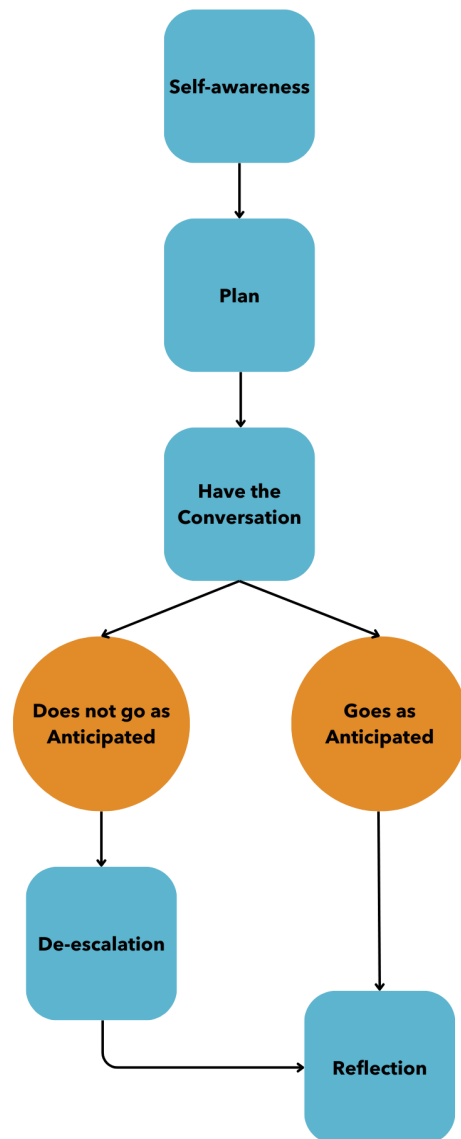 Self-awareness
Plan
Have the
Conversation
Does not go as
Anticipated
Goes as
Anticipated
De-escalation
Reflection